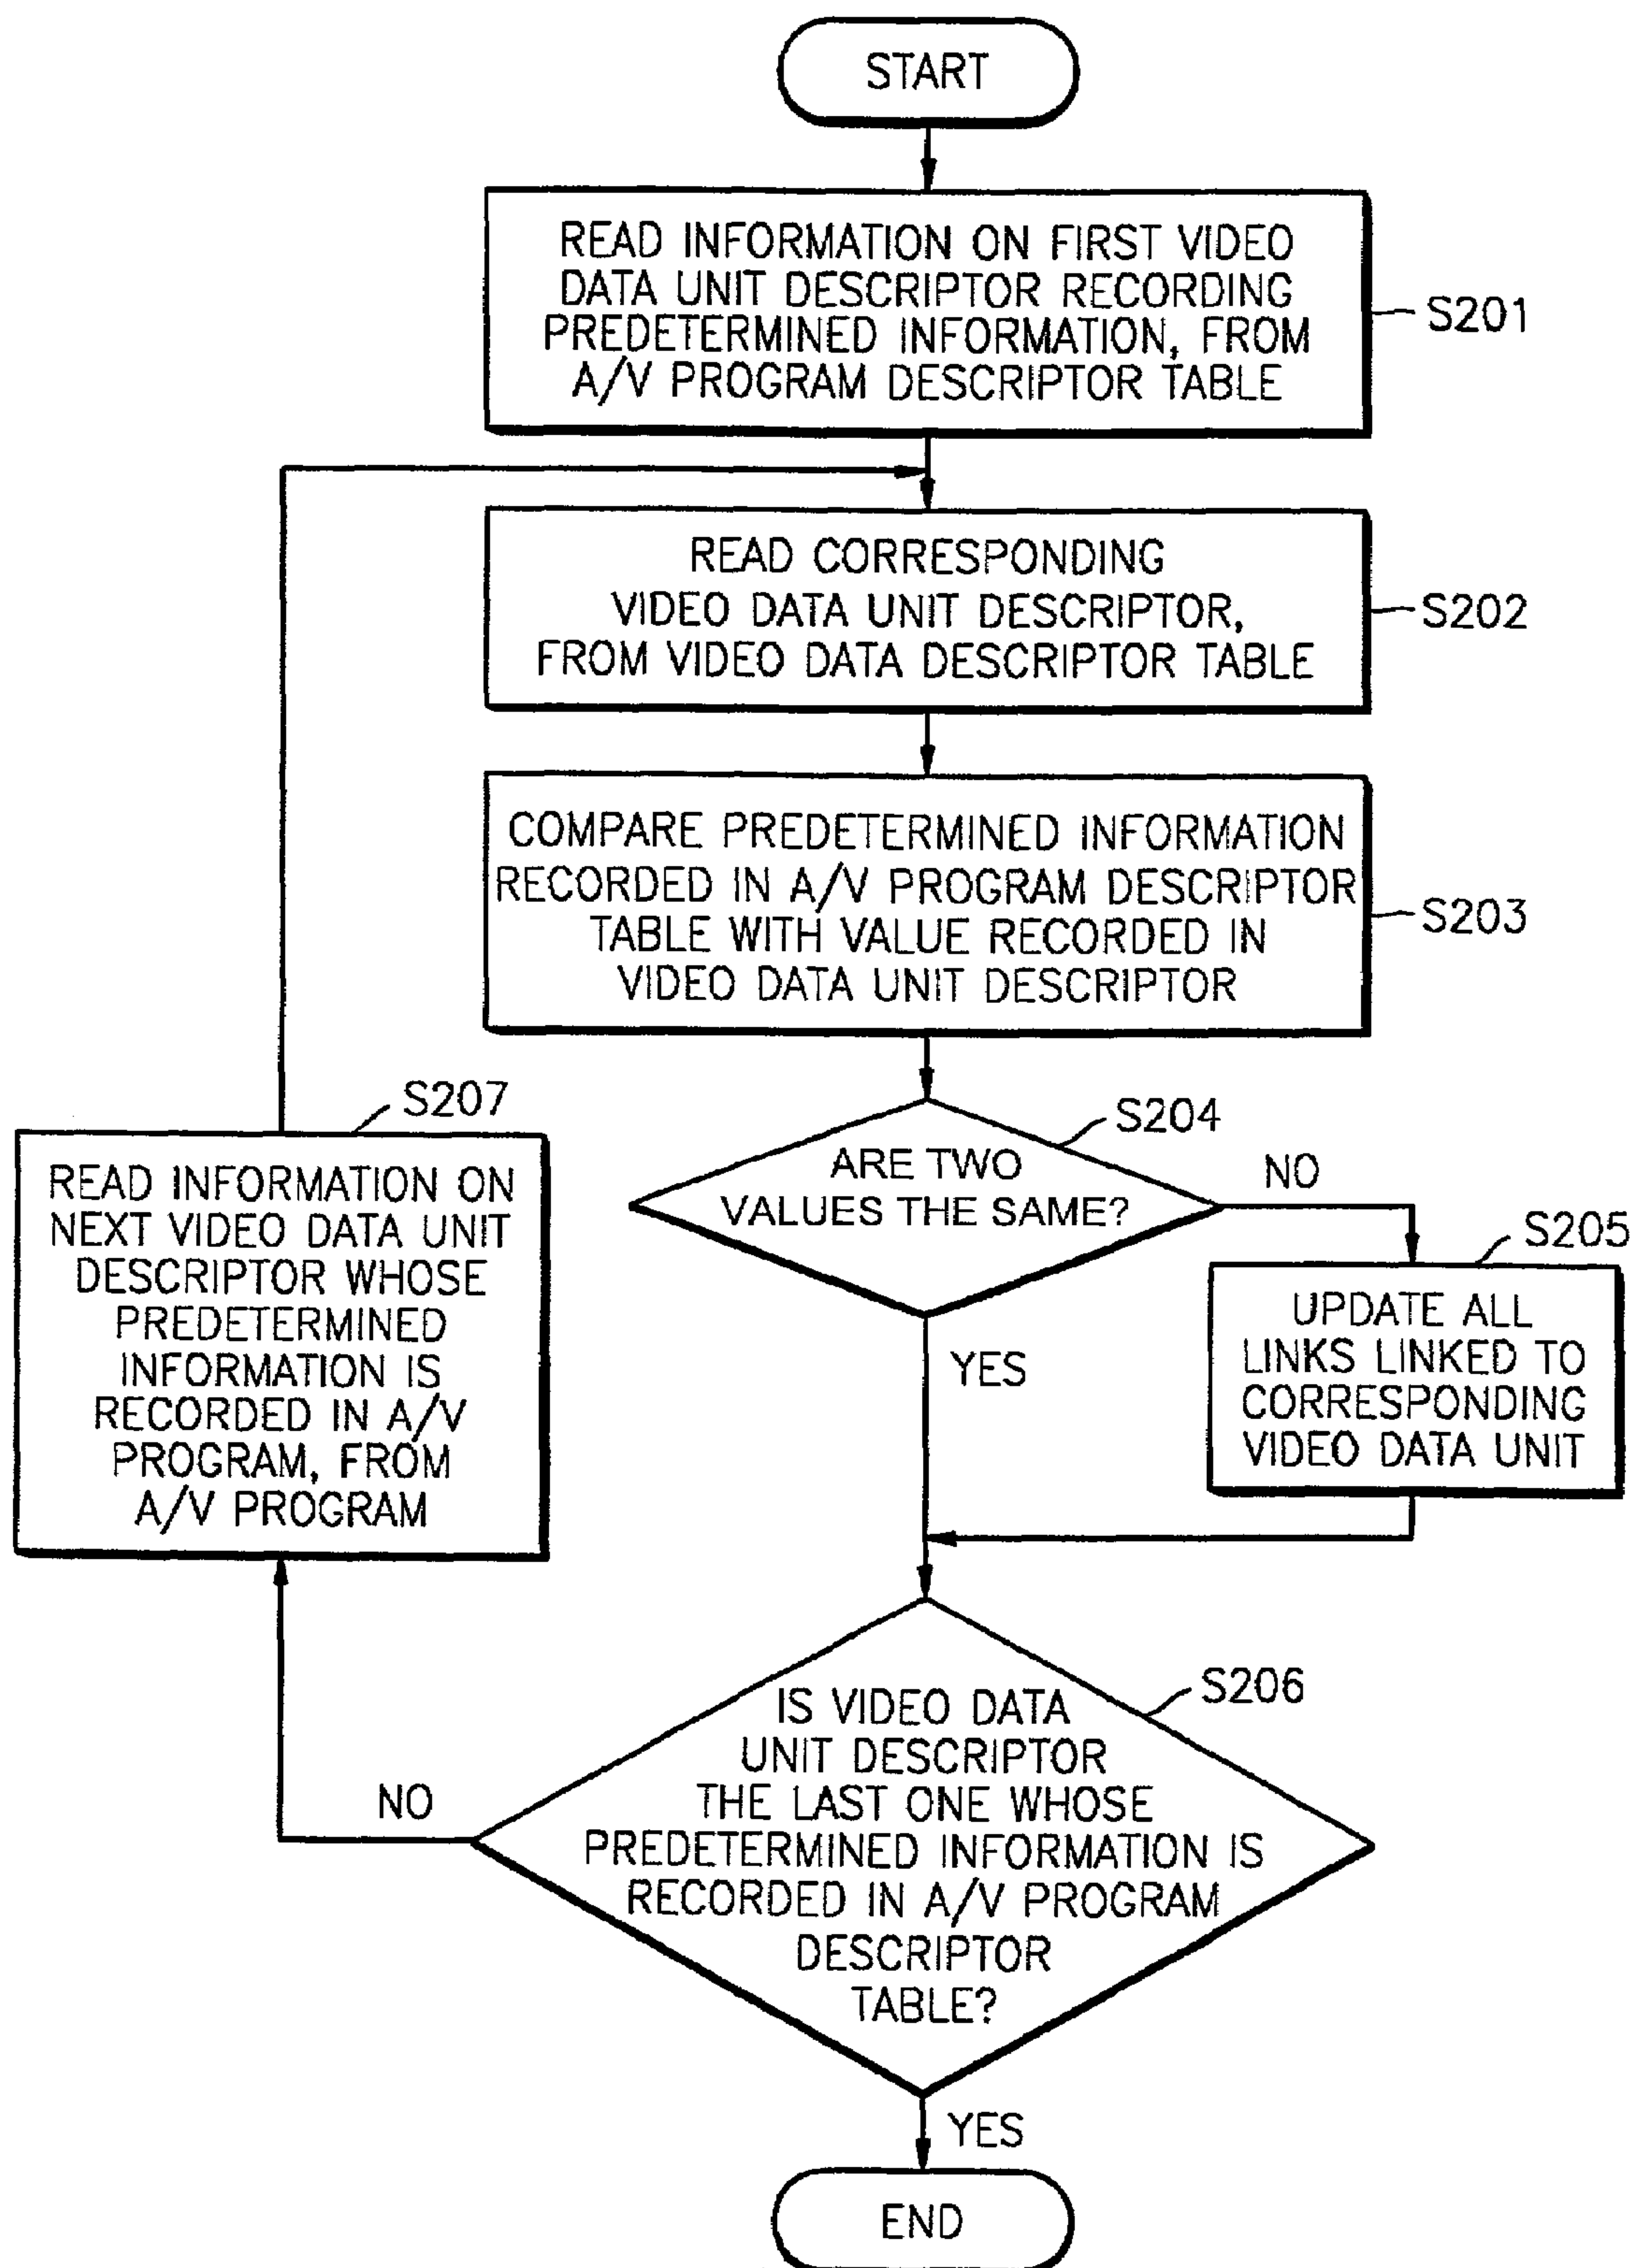 START
READ INFORMATION ON FIRST VIDEO
DATA UNIT DESCRIPTOR RECORDING
PREDETERMINED INFORMATION, FROM
A/V PROGRAM DESCRIPTOR TABLE
S201
READ CORRESPONDING
VIDEO DATA UNIT DESCRIPTOR,
FROM VIDEO DATA DESCRIPTOR TABLE
S202
COMPARE PREDETERMINED INFORMATION
RECORDED IN A/V PROGRAM DESCRIPTOR
TABLE WITH VALUE RECORDED IN
VIDEO DATA UNIT DESCRIPTOR
S203
S204
ARE TWO
VALUES THE SAME?
NO
YES
S205
UPDATE ALL
LINKS LINKED TO
CORRESPONDING
VIDEO DATA UNIT
S206
IS VIDEO DATA
UNIT DESCRIPTOR
THE LAST ONE WHOSE
PREDETERMINED INFORMATION IS
RECORDED IN A/V PROGRAM
DESCRIPTOR
TABLE?
NO
S207
READ INFORMATION ON
NEXT VIDEO DATA UNIT
DESCRIPTOR WHOSE
PREDETERMINED
INFORMATION IS
RECORDED IN A/V
PROGRAM, FROM
A/V PROGRAM
YES
END